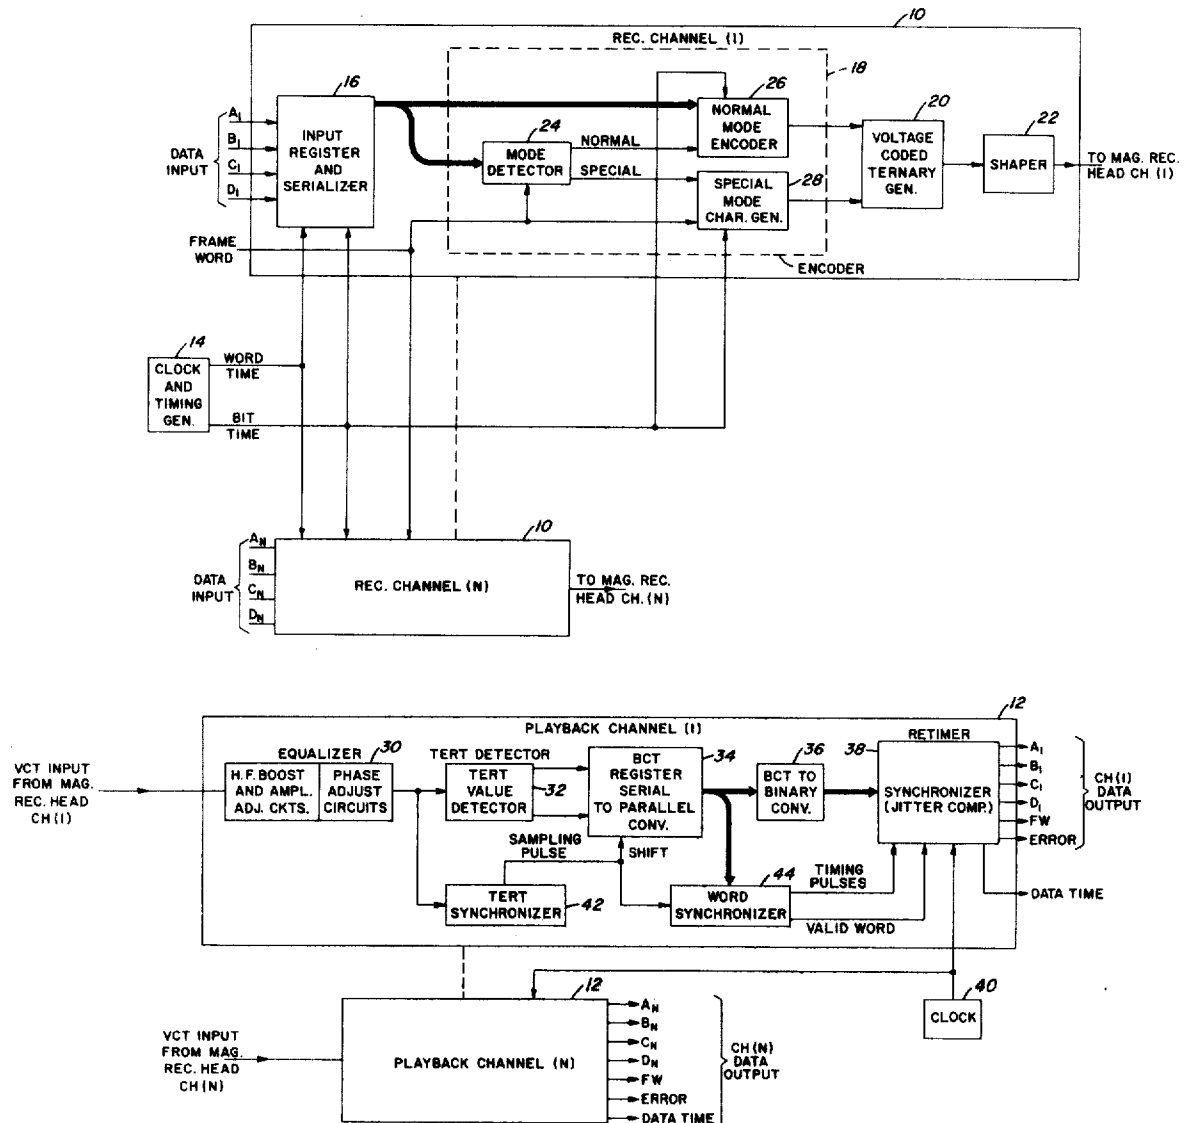 10
REC. CHANNEL (1)
18
16
INPUT
REGISTER
AND
SERIALIZER
A1
B1
C1
D1
DATA
INPUT
24
MODE
DETECTOR
NORMAL
SPECIAL
26
NORMAL
MODE
ENCODER
28
SPECIAL
MODE
CHAR. GEN.
20
VOLTAGE
CODED
TERNARY
GEN.
22
SHAPER
TO MAG. REC.
HEAD CH. (1)
FRAME
WORD
ENCODER
14
CLOCK
AND
TIMING
GEN.
WORD
TIME
BIT
TIME
10
AN
BN
CN
DN
DATA
INPUT
REC. CHANNEL (N)
TO MAG. REC.
HEAD CH. (N)
12
PLAYBACK CHANNEL (1)
VCT INPUT
FROM MAG.
REC. HEAD
CH (1)
EQUALIZER
30
H.F. BOOST
AND AMPL.
ADJ. CKTS.
PHASE
ADJUST
CIRCUITS
TERT DETECTOR
TERT
VALUE
DETECTOR
32
34
BCT
REGISTER
SERIAL
TO PARALLEL
CONV.
36
BCT TO
BINARY
CONV.
RETIMER
38
SYNCHRONIZER
(JITTER COMP.)
A1
B1
C1
D1
FW
ERROR
CH (1)
DATA
OUTPUT
DATA TIME
SAMPLING
PULSE
SHIFT
TERT
SYNCHRONIZER
42
44
WORD
SYNCHRONIZER
TIMING
PULSES
VALID WORD
40
CLOCK
12
VCT INPUT
FROM MAG.
REC. HEAD
CH (N)
PLAYBACK CHANNEL (N)
AN
BN
CN
DN
FW
ERROR
DATA TIME
CH (N)
DATA
OUTPUT